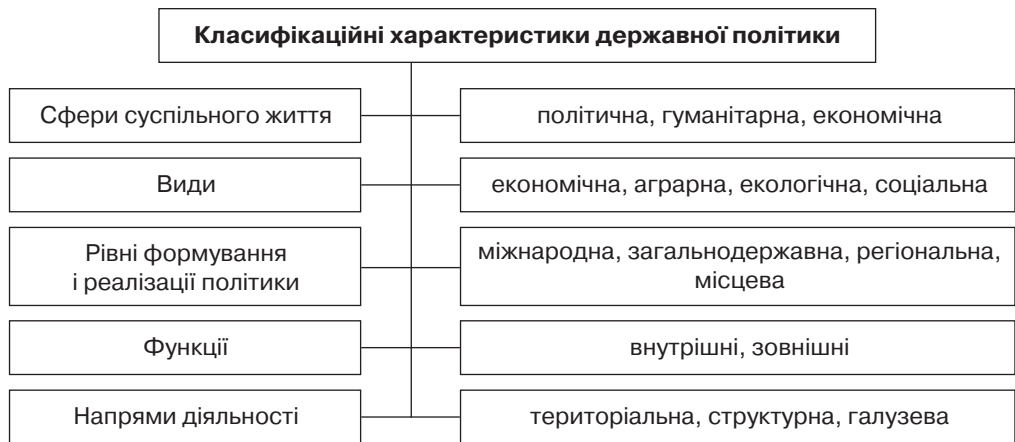 Класифікаційні характеристики державної політики
Сфери суспільного життя
політична, гуманітарна, економічна
Види
економічна, аграрна, екологічна, соціальна
Рівні формування
і реалізації політики
міжнародна, загальнодержавна, регіональна,
місцева
Функції
внутрішні, зовнішні
Напрями діяльності
територіальна, структурна, галузева